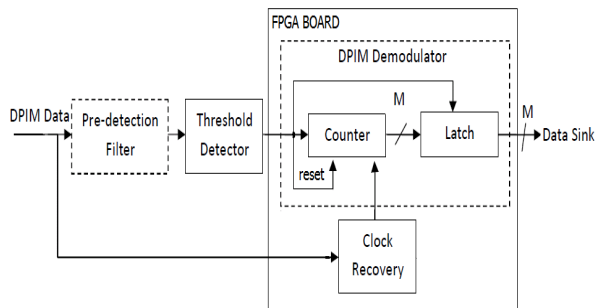 FPGA BOARD
DPIM Demodulator
DPIM Data
Pre-detection
Filter
Threshold
Detector
Counter
M
Latch
M
Data Sink
reset
Clock
Recovery